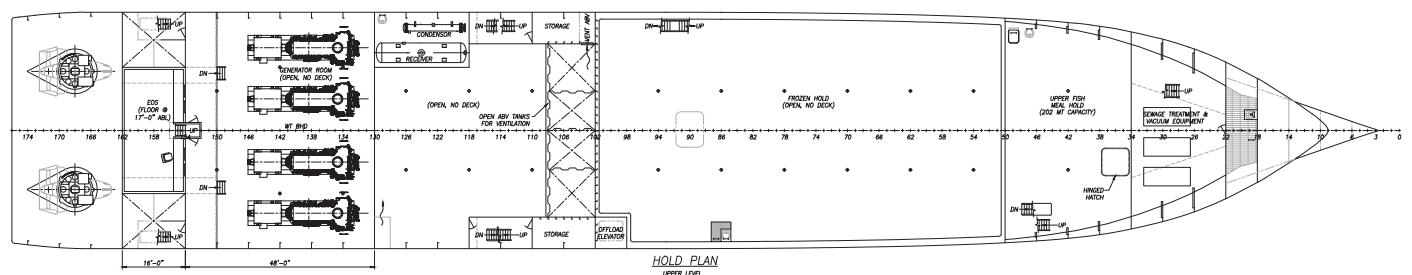 UP
DN
UP
DN
UP
CONDENSOR
STORAGE
VENT ABV
RECEIVER
GENERATOR ROOM
(OPEN, NO DECK)
DN
EOS
(FLOOR @
17'-0" ABL)
(OPEN, NO DECK)
OPEN ABV TANKS
FOR VENTILATION
FROZEN HOLD
(OPEN, NO DECK)
UPPER FISH
MEAL HOLD
(202 MT CAPACITY)
UP
SEWAGE TREATMENT &
VACUUM EQUIPMENT
WT BHD
174 170 166 162 158 154 150 146 142 138 134 130 126 122 118 114 110 106 102 98 94 90 86 82 78 74 70 66 62 58 54 50 46 42 38 34 30 26 22 18 14 9 6 3 0
DN
HINGED
HATCH
DN
UP
UP
DN
UP
STORAGE
OFFLOAD
ELEVATOR
16'-0"
48'-0"
HOLD PLAN
UPPER LEVEL